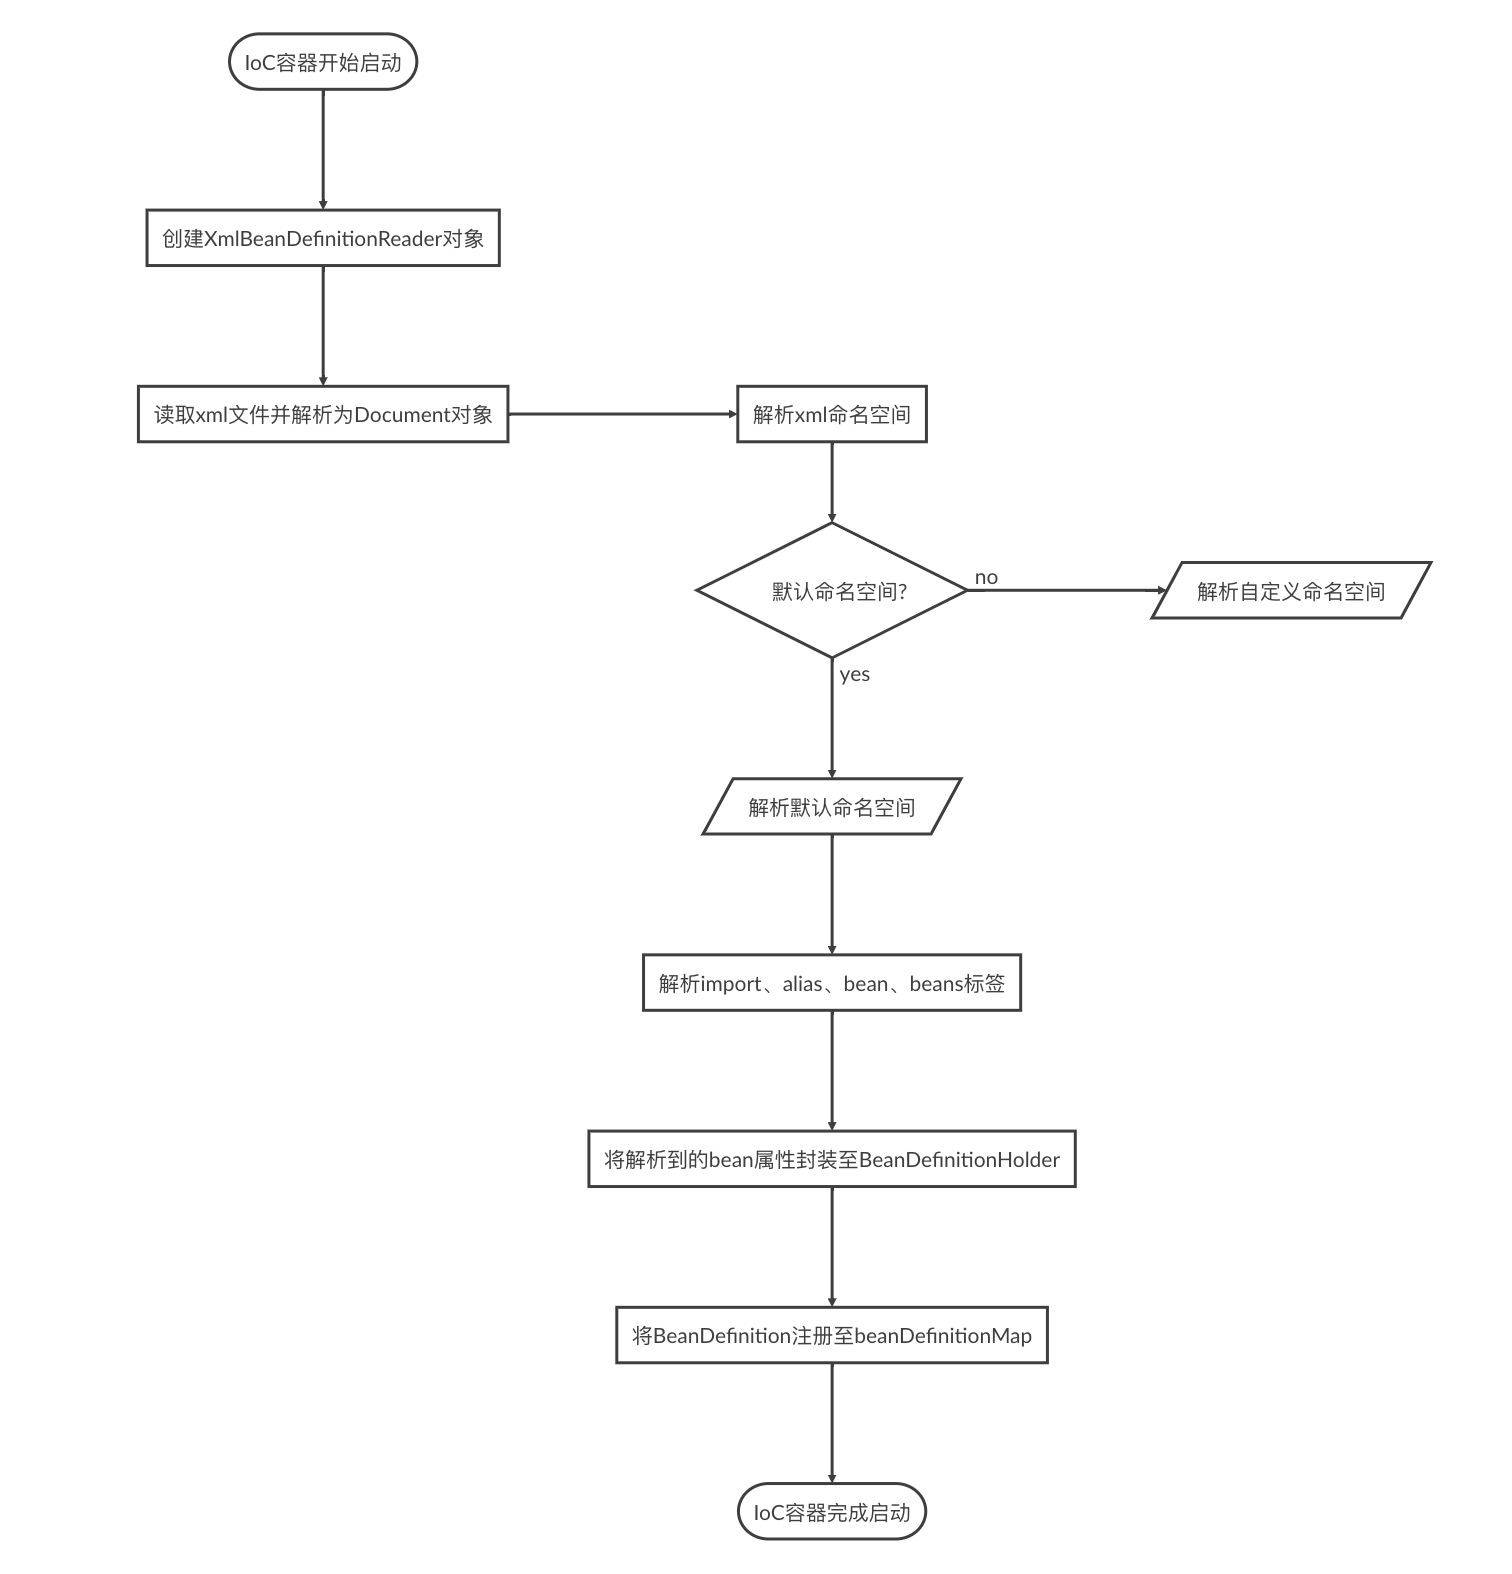 IoC容器开始启动
创建XmlBeanDefinitionReader对象
读取xml文件并解析为Document对象
解析xml命名空间
默认命名空间?
no
解析自定义命名空间
yes
解析默认命名空间
解析import、alias、bean、beans标签
将解析到的bean属性封装至BeanDefinitionHolder
将BeanDefinition注册至beanDefinitionMap
IoC容器完成启动